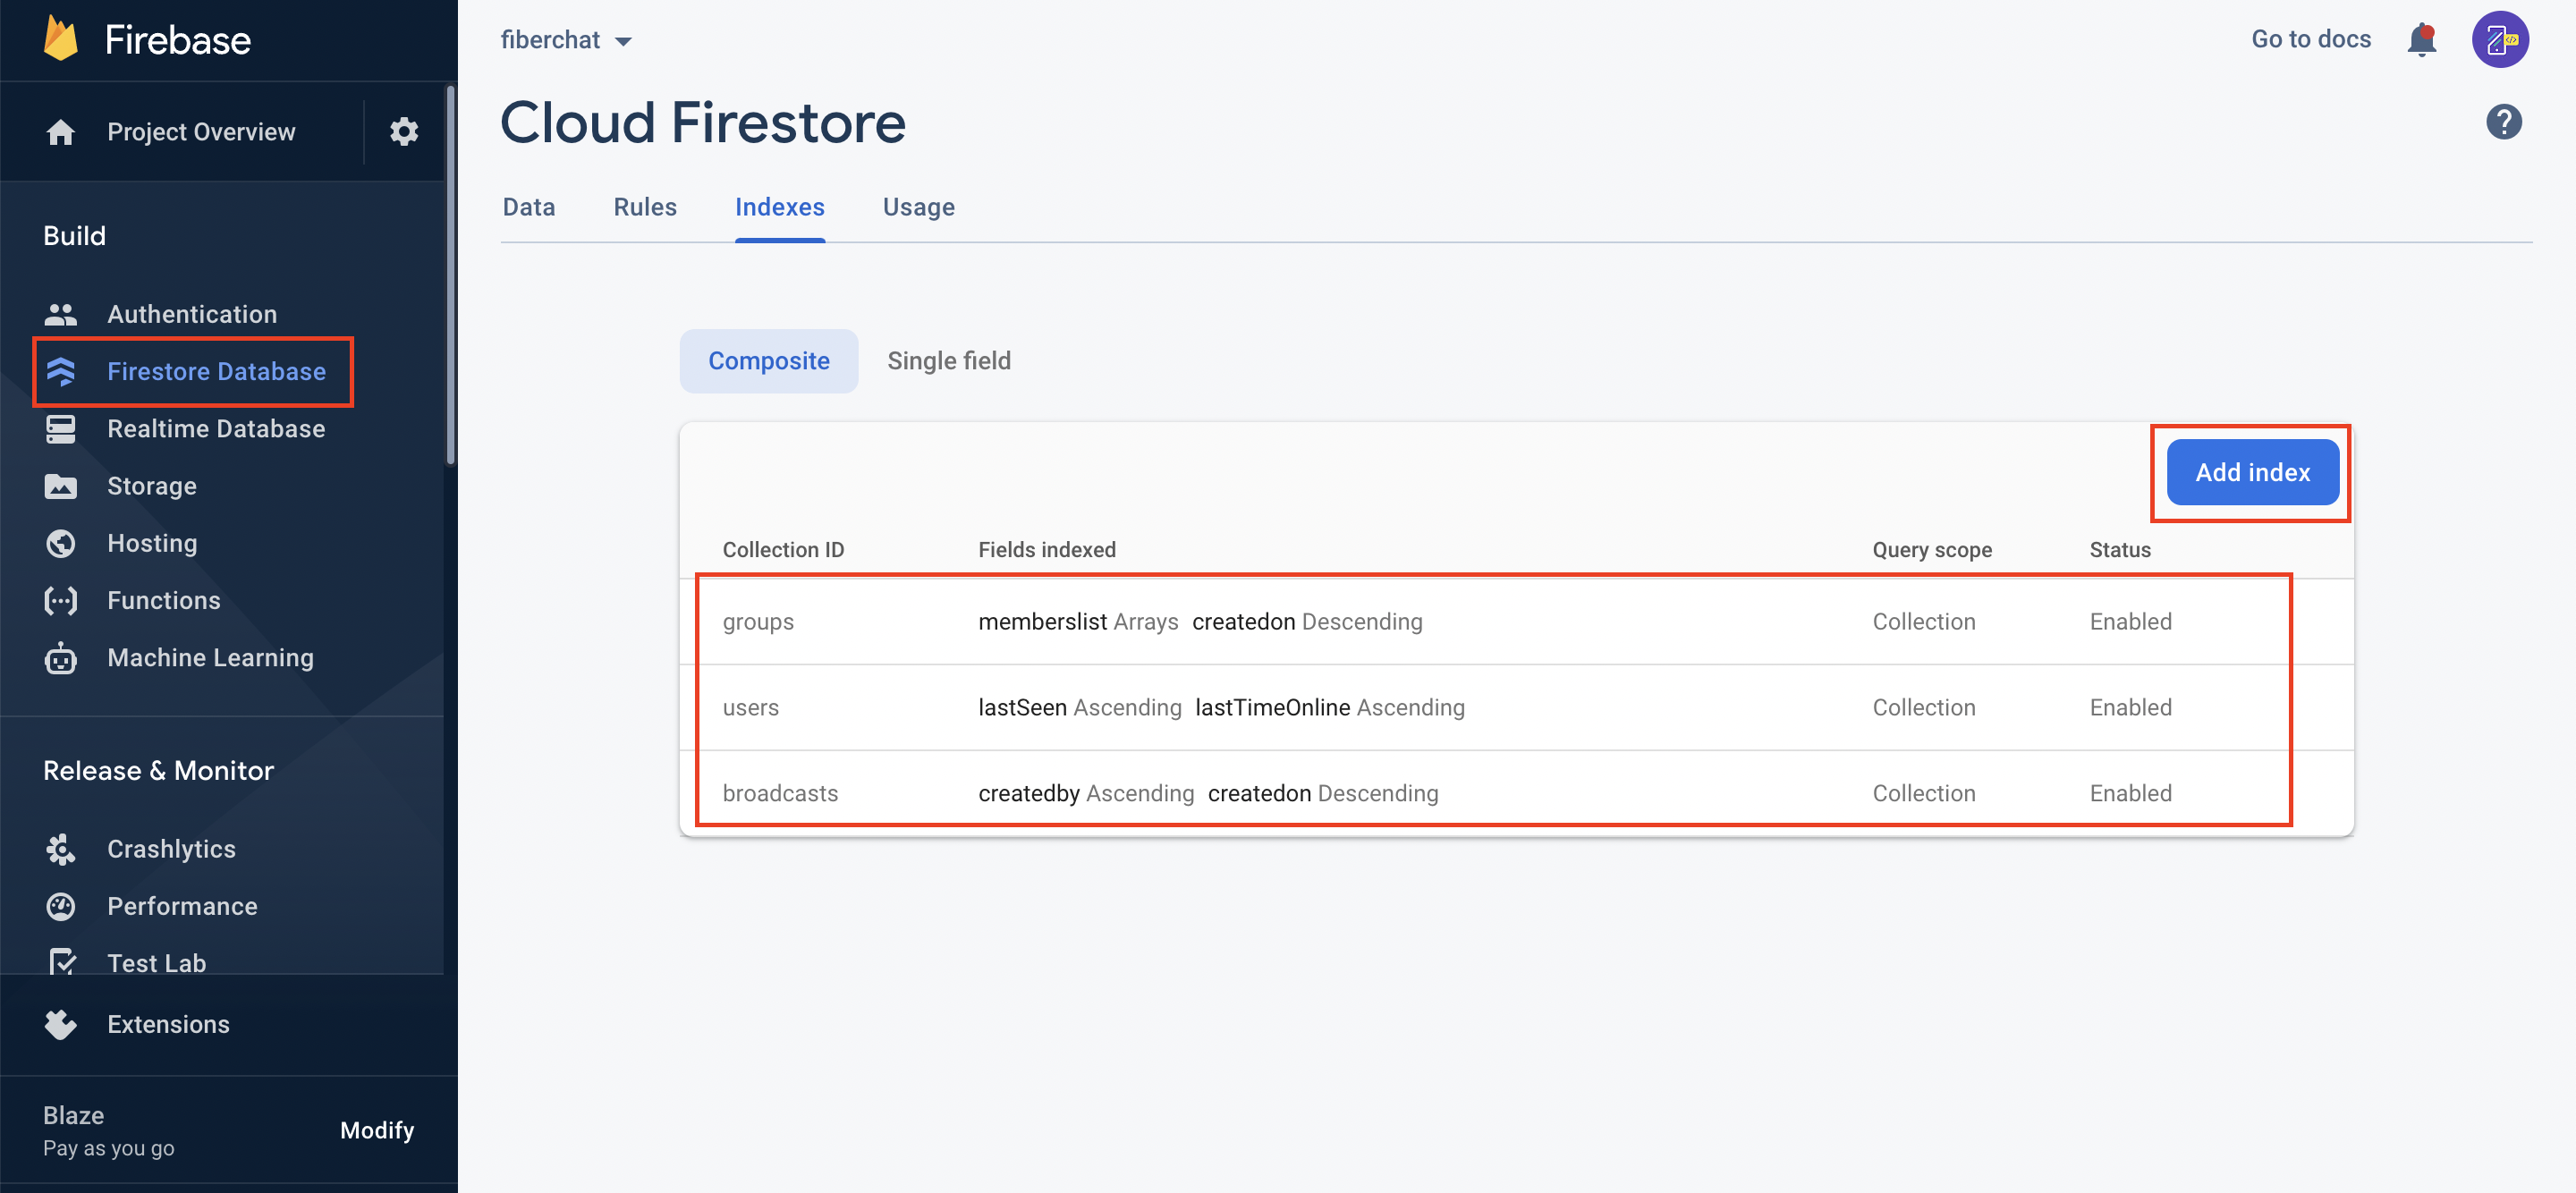 Firebase
Project Overview
Build
Authentication
Firestore Database
Realtime Database
Storage
Hosting
Functions
Machine Learning
Release & Monitor
Crashlytics
Performance
Test Lab
Extensions
Blaze
Pay as you go
Modify
fiberchat
Go to docs
Cloud Firestore
?
Data Rules Indexes Usage
Composite Single field
Add index
Collection ID Fields indexed Query scope Status
groups memberslist Arrays createdon Descending Collection Enabled
users lastSeen Ascending lastTimeOnline Ascending Collection Enabled
broadcasts createdby Ascending createdon Descending Collection Enabled